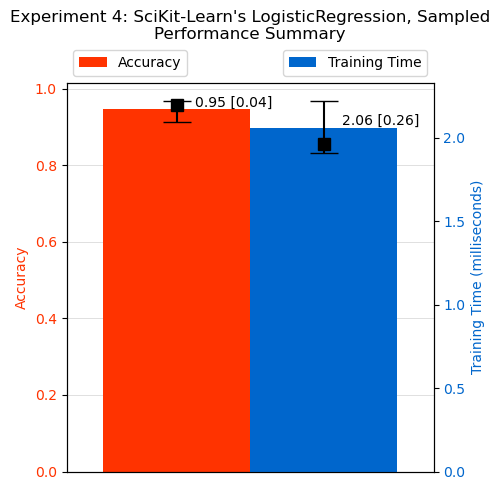 Experiment 4: SciKit-Learn's LogisticRegression, Sampled
Performance Summary
Accuracy
Training Time
1.0
0.8
0.6
0.4
0.2
0.0
Accuracy
0.95 [0.04]
2.06 [0.26]
2.0
1.5
1.0
0.5
0.0
Training Time (milliseconds)